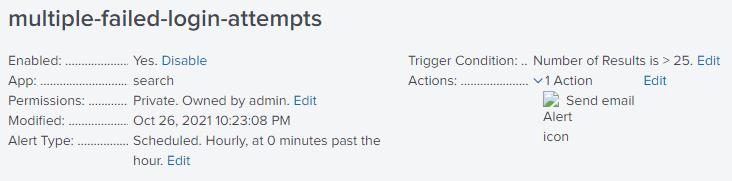 multiple-failed-login-attempts
Enabled: .................... Yes. Disable
App: ............................ search
Permissions: ............. Private. Owned by admin. Edit
Modified: .................... Oct 26, 2021 10:23:08 PM
Alert Type: ................. Scheduled. Hourly, at 0 minutes past the
hour. Edit
Trigger Condition: .. Number of Results is > 25. Edit
Actions: ...................... 1 Action Edit
Alert
icon
Send email